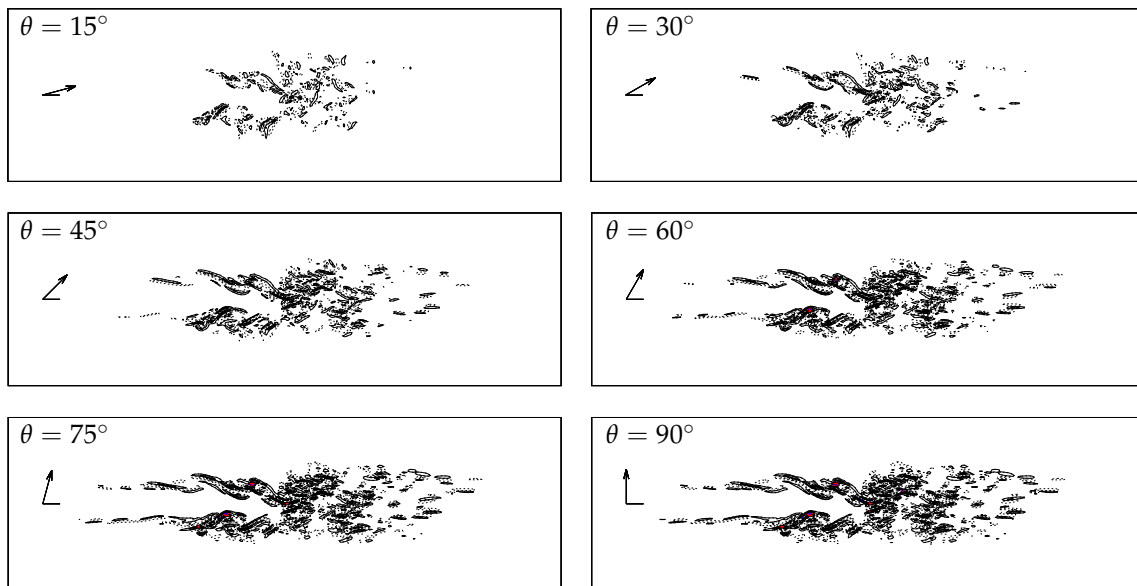 θ = 15°
θ = 30°
θ = 45°
θ = 60°
θ = 75°
θ = 90°